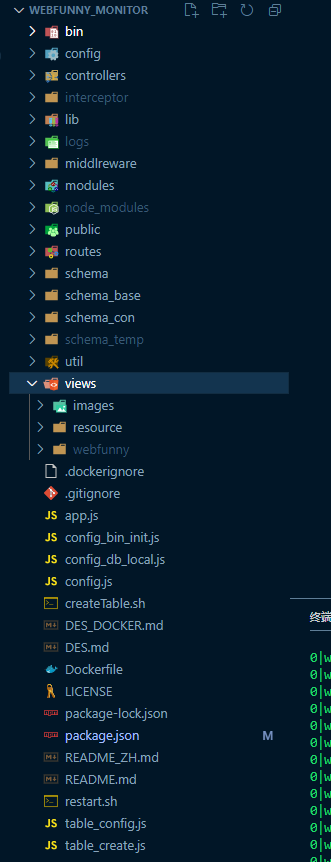 WEBFUNNY_MONITOR
bin
config
controllers
interceptor
lib
logs
middlreware
modules
node_modules
public
routes
schema
schema_base
schema_con
schema_temp
util
views
images
resource
webfunny
.dockerignore
.gitignore
JS app.js
JS config_bin_init.js
JS config_db_local.js
JS config.js
createTable.sh
DES_DOCKER.md
DES.md
Dockerfile
LICENSE
package-lock.json
package.json M
README_ZH.md
README.md
restart.sh
JS table_config.js
JS table_create.js
终端
0|w
0|w
0|w
0|w
0|w
0|w
0|w
0|w
0|w
0|w
0|w
0|w
0|w